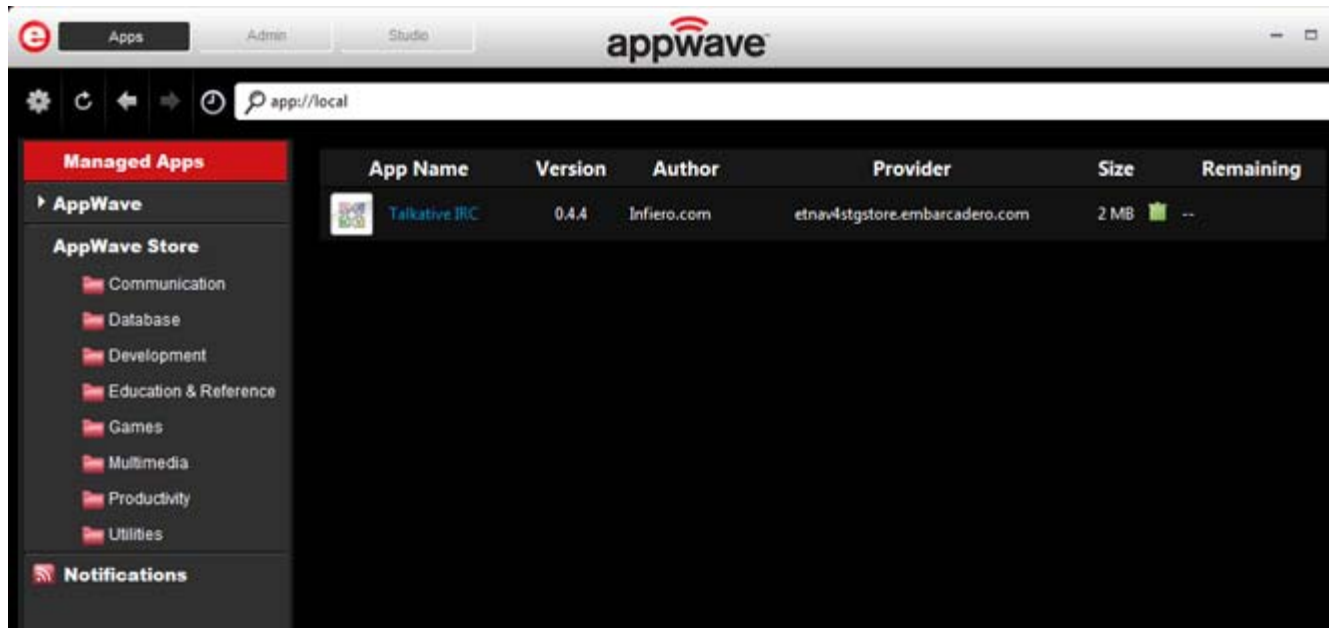 e Apps Admin Studio appwave
app://local
Managed Apps
App Name Version Author Provider Size Remaining
AppWave
Talkative IRC 0.4.4 Infiero.com etnav4stgstore.embarcadero.com 2 MB --
AppWave Store
Communication
Database
Development
Education & Reference
Games
Multimedia
Productivity
Utilities
Notifications